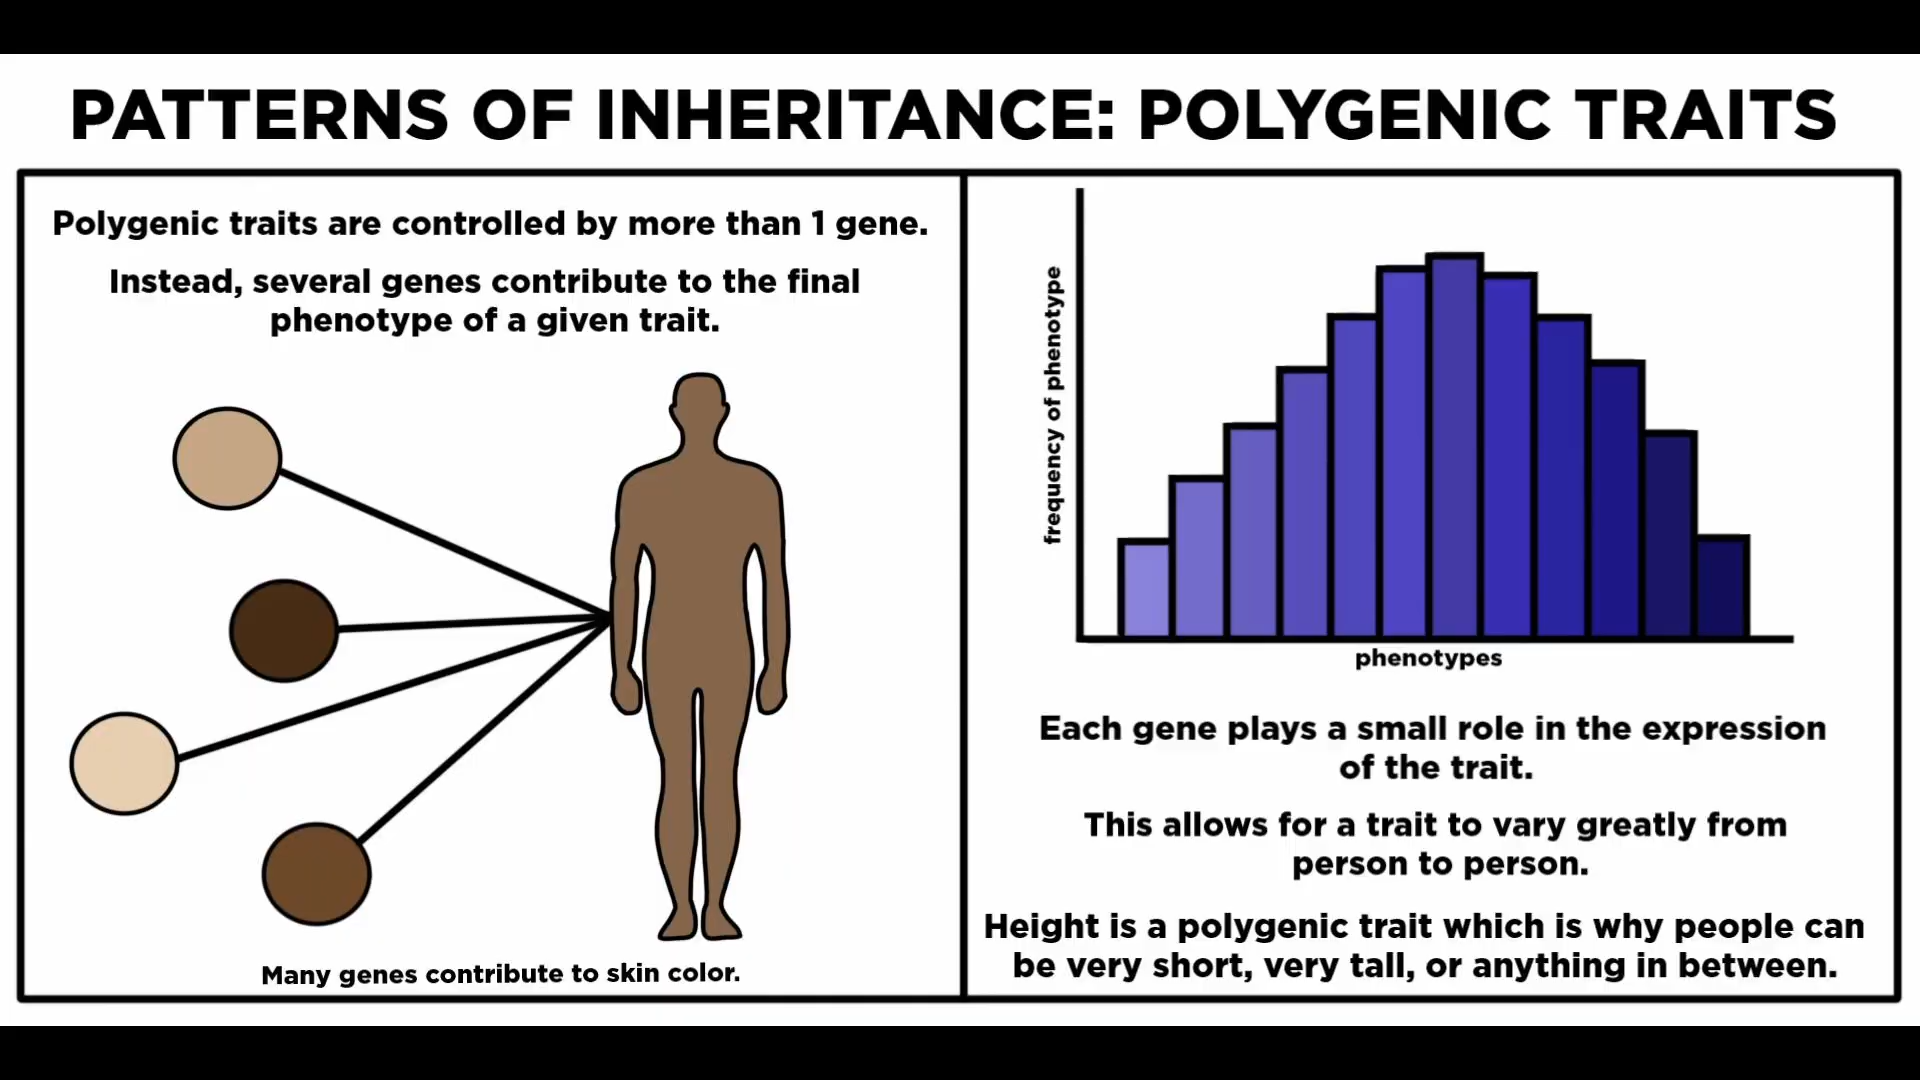 PATTERNS OF INHERITANCE: POLYGENIC TRAITS
Polygenic traits are controlled by more than 1 gene.
Instead, several genes contribute to the final
phenotype of a given trait.
Many genes contribute to skin color.
frequency of phenotype
phenotypes
Each gene plays a small role in the expression
of the trait.
This allows for a trait to vary greatly from
person to person.
Height is a polygenic trait which is why people can
be very short, very tall, or anything in between.